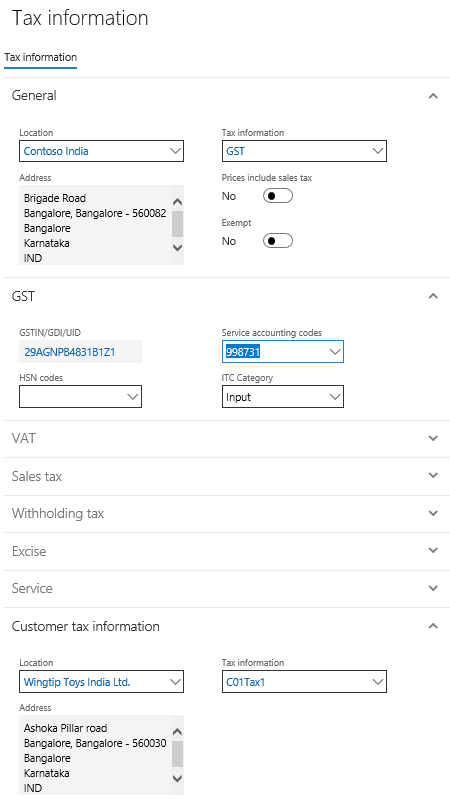 Tax information
Tax information
General
Location
Tax information
Contoso India
GST
Address
Prices include sales tax
Brigade Road
Bangalore, Bangalore - 560082
Bangalore
Karnataka
IND
No
Exempt
No
GST
GSTIN/GDI/UID
Service accounting codes
29AGNPB4831B1Z1
998731
HSN codes
ITC Category
Input
VAT
Sales tax
Withholding tax
Excise
Service
Customer tax information
Location
Tax information
Wingtip Toys India Ltd.
C01Tax1
Address
Ashoka Pillar road
Bangalore, Bangalore - 560030
Bangalore
Karnataka
IND